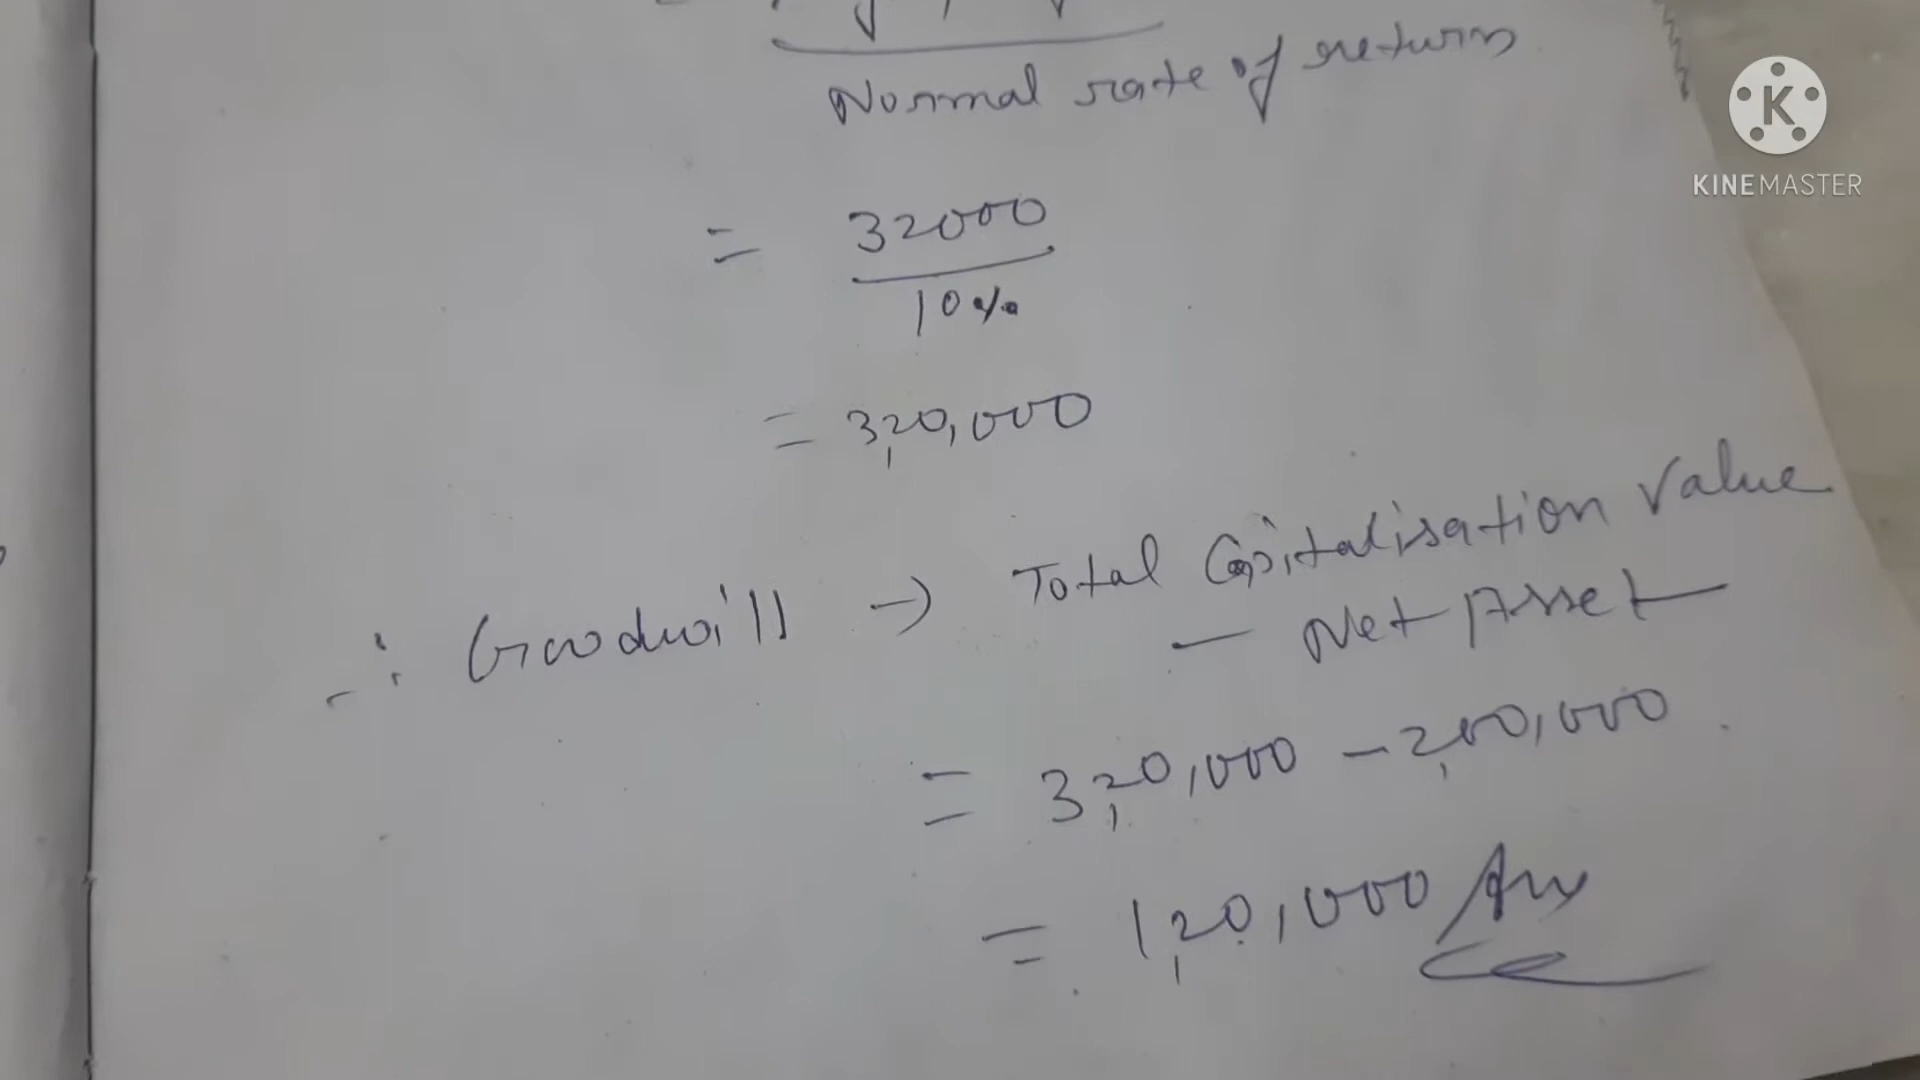 Normal rate of return
= 32000
10%
= 3,20,000
∴ Goodwill → Total Capitalisation Value
- Net Asset
= 3,20,000 - 2,00,000
= 1,20,000 Ans
K
KINEMASTER